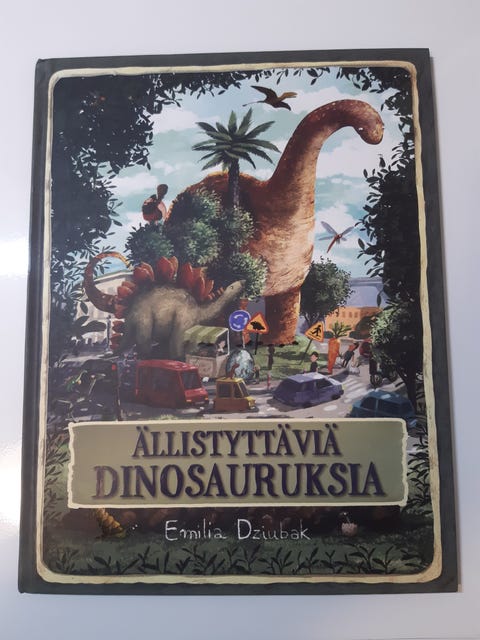 ÄLLISTYTTÄVIÄ
DINOSAURUKSIA
Emilia Dziubak